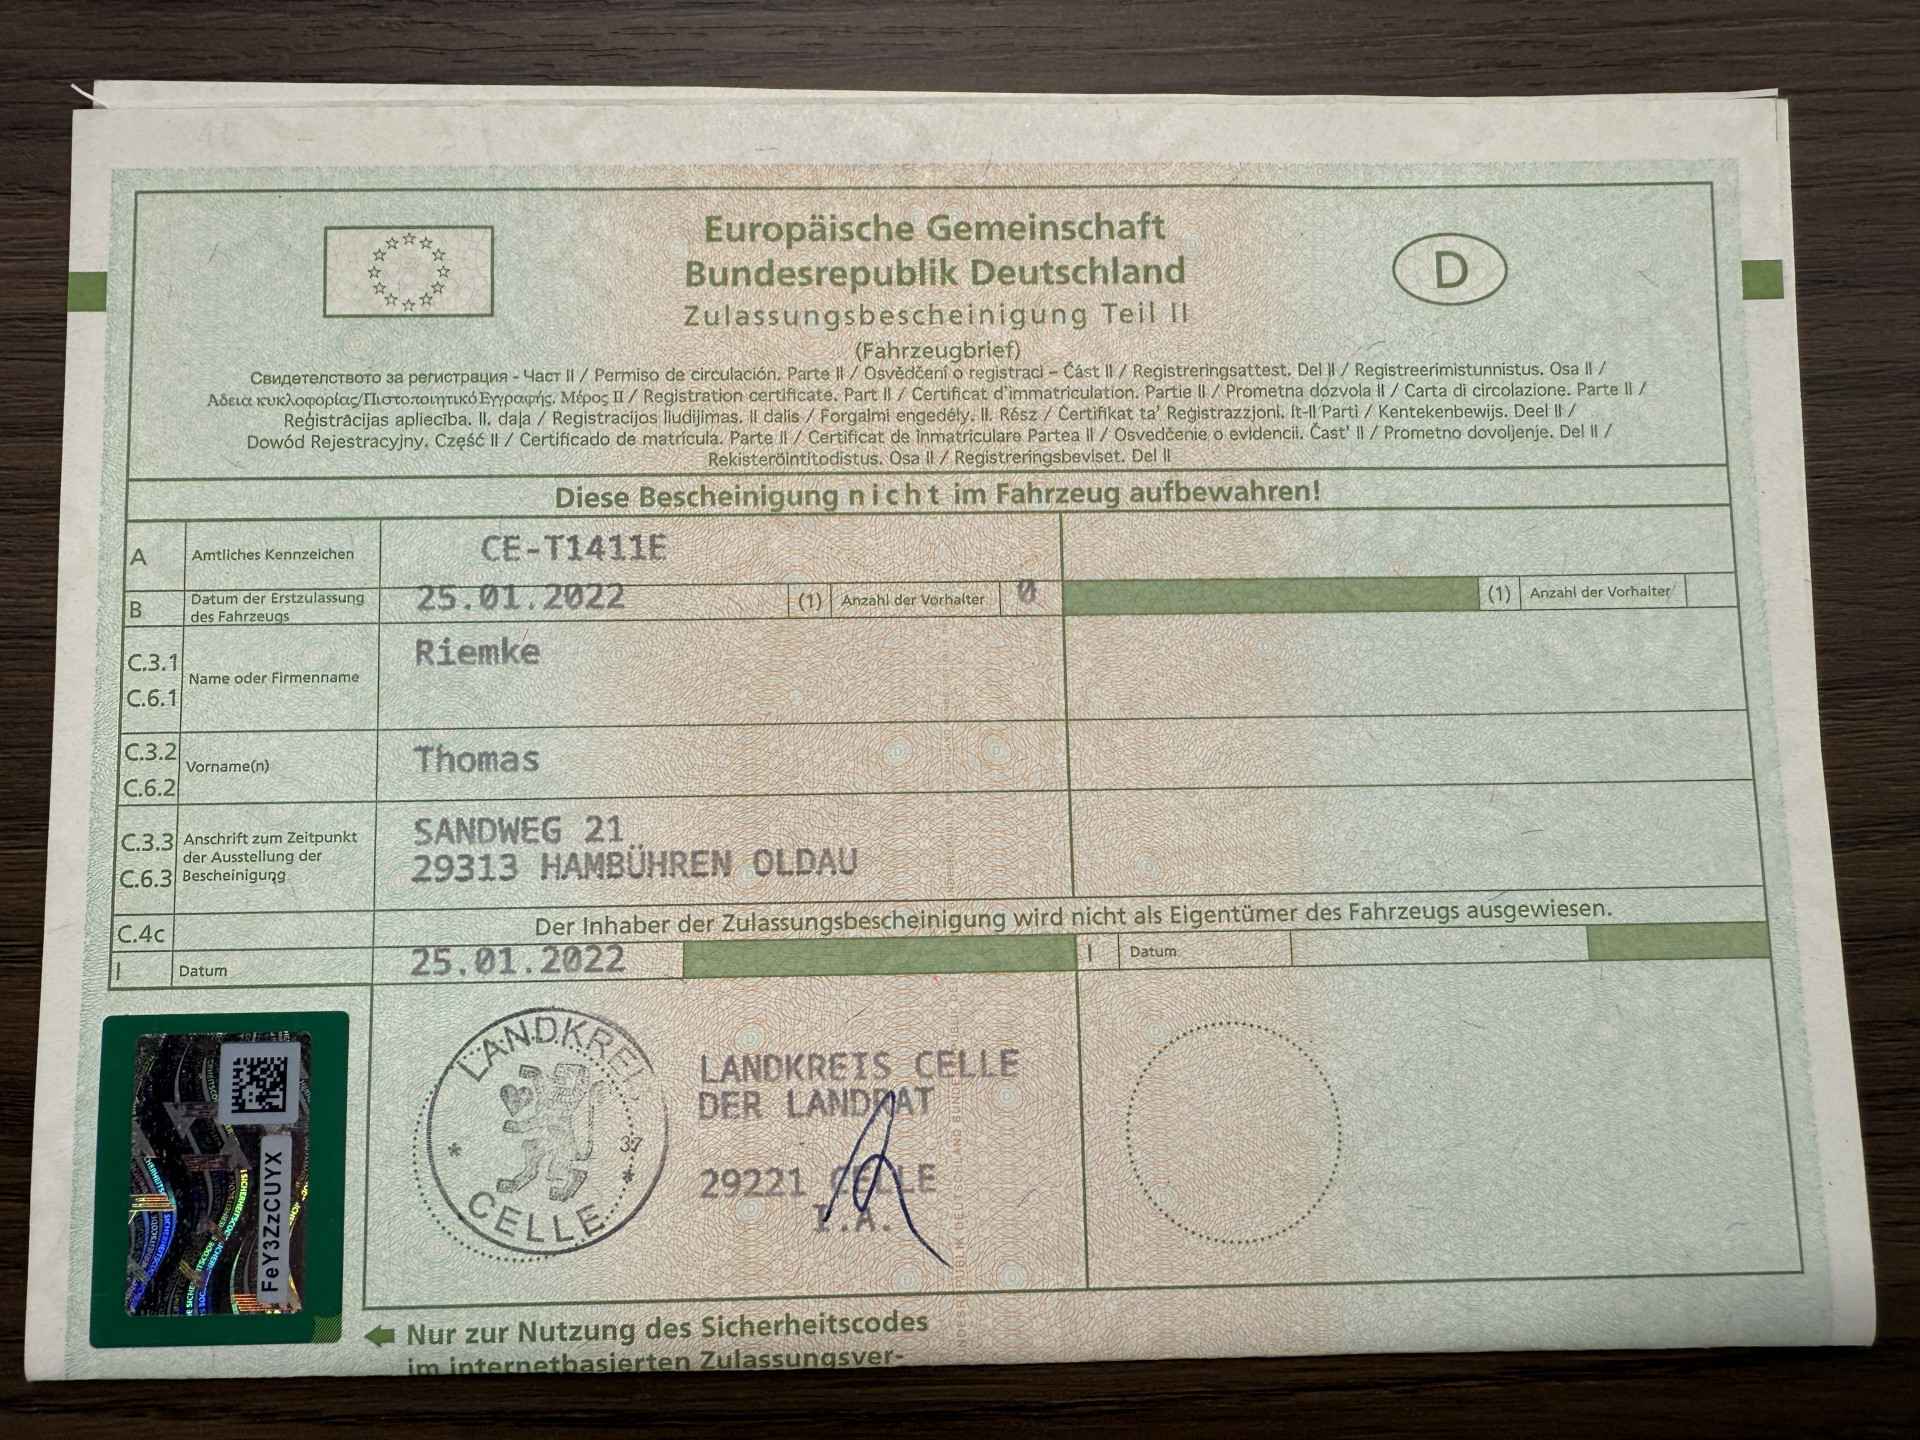 Europäische Gemeinschaft
Bundesrepublik Deutschland
D
Zulassungsbescheinigung Teil II
(Fahrzeugbrief)
Свидетелството за регистрация - Част II / Permiso de circulación. Parte II / Osvědčení o registraci – Část II / Registreringsattest. Del II / Registreerimistunnistus. Osa II /
Άδεια κυκλοφορίας/Πιστοποιητικό Εγγραφής. Μέρος II / Registration certificate. Part II / Certificat d'immatriculation. Partie II / Prometna dozvola II / Carta di circolazione. Parte II /
Reģistrācijas apliecība. II. daļa / Registracijos liudijimas. II dalis / Forgalmi engedély. II. Rész / Ċertifikat ta' Reġistrazzjoni. It-II Parti / Kentekenbewijs. Deel II /
Dowód Rejestracyjny. Część II / Certificado de matrícula. Parte II / Certificat de înmatriculare Partea II / Osvedčenie o evidencii. Časť II / Prometno dovoljenje. Del II /
Rekisteröintitodistus. Osa II / Registreringsbeviset. Del II
Diese Bescheinigung nicht im Fahrzeug aufbewahren!
A Amtliches Kennzeichen CE-T1411E
B Datum der Erstzulassung des Fahrzeugs 25.01.2022 (1) Anzahl der Vorhalter 0 (1) Anzahl der Vorhalter
C.3.1
C.6.1
Name oder Firmenname
Riemke
C.3.2
C.6.2
Vorname(n)
Thomas
C.3.3
C.6.3
Anschrift zum Zeitpunkt
der Ausstellung der
Bescheinigung
SANDWEG 21
29313 HAMBÜHREN OLDAU
C.4c Der Inhaber der Zulassungsbescheinigung wird nicht als Eigentümer des Fahrzeugs ausgewiesen.
I Datum 25.01.2022 I Datum
LANDKREIS
CELLE
37
LANDKREIS CELLE
DER LANDRAT
29221 CELLE
I.A.
FeY3ZzCUYX
Nur zur Nutzung des Sicherheitscodes
im internetbasierten Zulassungsver-